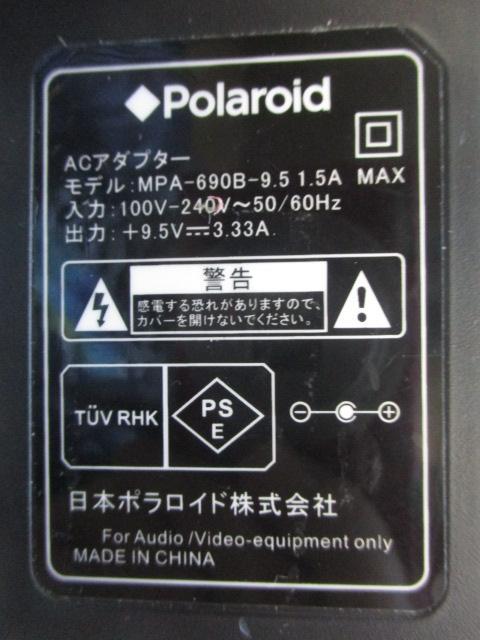 Polaroid
ACアダプター
モデル:MPA-690B-9.5 1.5A MAX
入力:100V-240V～50/60Hz
出力:+9.5V⎓3.33A
警告
感電する恐れがありますので、
カバーを開けないでください。
TÜV RHK
PS
E
日本ポラロイド株式会社
For Audio /Video-equipment only
MADE IN CHINA